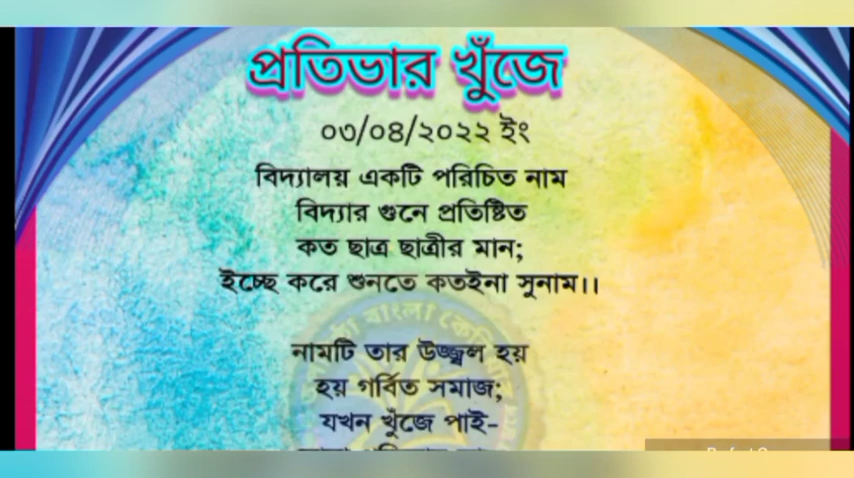 প্রতিভার খুঁজে
০৩/০৪/২০২২ ইং
বিদ্যালয় একটি পরিচিত নাম
বিদ্যার গুনে প্রতিষ্টিত
কত ছাত্র ছাত্রীর মান;
ইচ্ছে করে শুনতে কতইনা সুনাম।।
বাংলা
নামটি তার উজ্জ্বল হয়
হয় গর্বিত সমাজ;
যখন খুঁজে পাই-